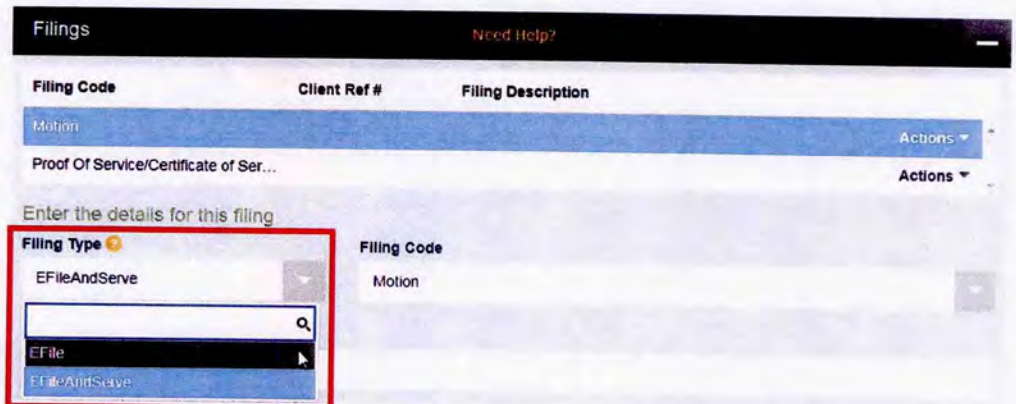 Filings Need Help?
Filing Code Client Ref # Filing Description
Motion Actions
Proof Of Service/Certificate of Ser... Actions
Enter the details for this filing
Filing Type ? Filing Code
EFileAndServe Motion
EFile
EFileAndServe